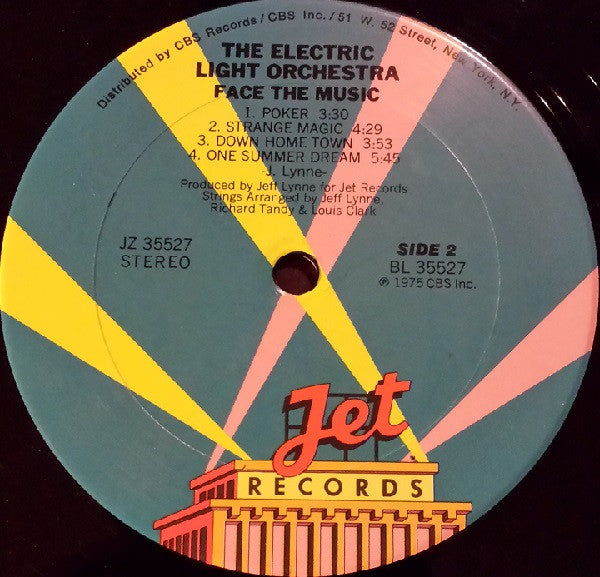 Distributed by CBS Records/CBS Inc./51 W. 52 Street, New York, N.Y.
THE ELECTRIC
LIGHT ORCHESTRA
FACE THE MUSIC
1. POKER 3:30
2. STRANGE MAGIC 4:29
3. DOWN HOME TOWN 3:53
4. ONE SUMMER DREAM 5:45
-J. Lynne-
Produced by Jeff Lynne for Jet Records
Strings Arranged by Jeff Lynne,
Richard Tandy & Louis Clark
JZ 35527
STEREO
SIDE 2
BL 35527
℗ 1975 CBS Inc.
Jet
RECORDS